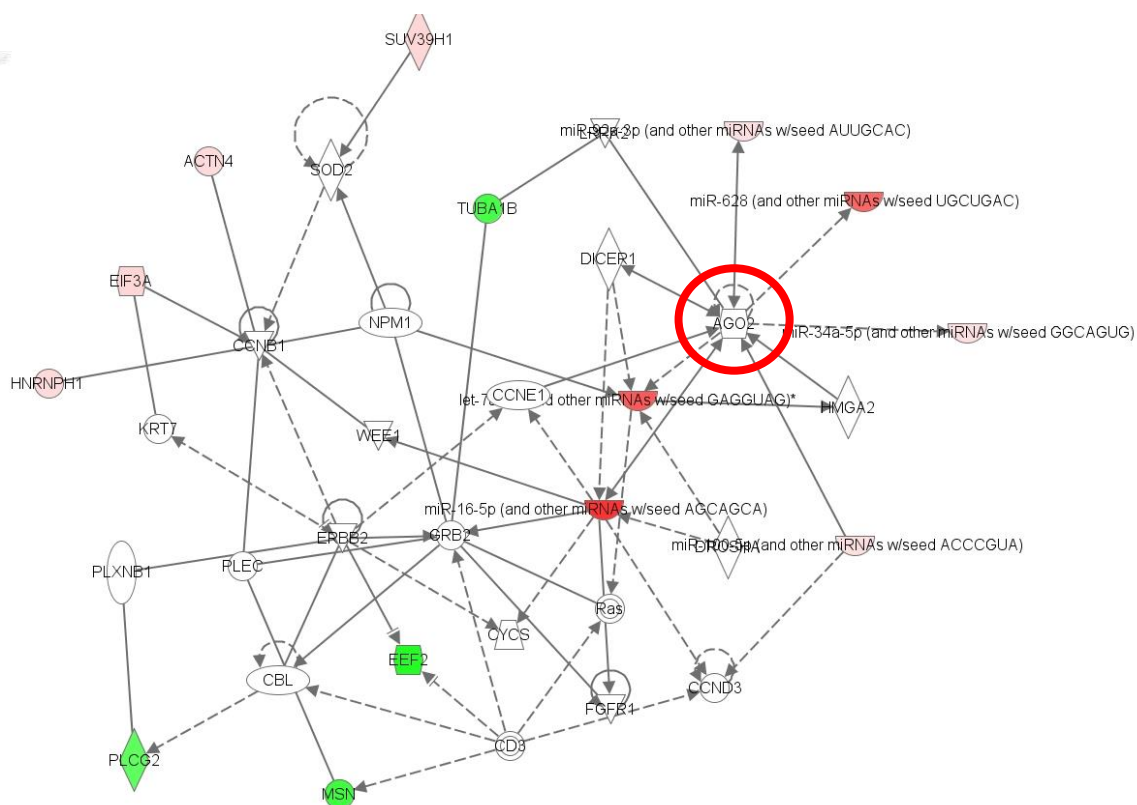 SUV39H1
miR-92a-3p (and other miRNAs w/seed AUUGCAC)
ACTN4
SOD2
miR-628 (and other miRNAs w/seed UGCUGAC)
TUBA1B
DICER1
EIF3A
NPM1
AGO2
miR-34a-5p (and other miRNAs w/seed GGCAGUG)
CCNB1
HNRNPH1
CCNE1
other miRNAs w/seed GAGGUAG)*
HMGA2
KRT7
WEE1
miR-16-5p (and other miRNAs w/seed AGCAGCA)
ERBB2
GRB2
DROSHA
miR-100-5p (and other miRNAs w/seed ACCCGUA)
PLXNB1
PLEC
Ras
CYCS
EEF2
CBL
CCND3
FGFR1
CD3
PLCG2
MSN